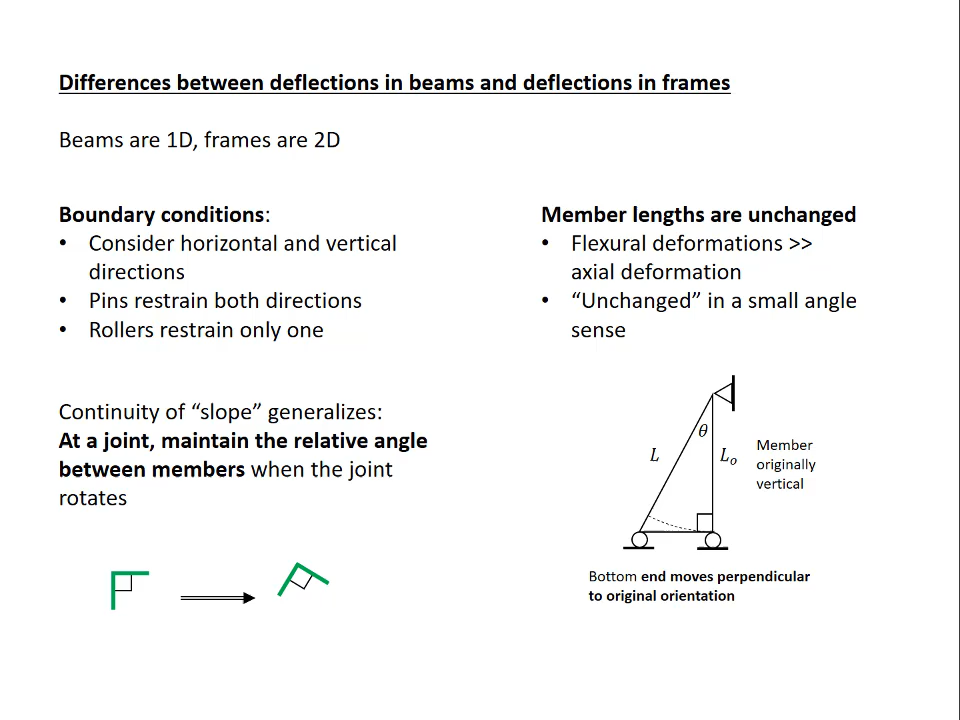 Differences between deflections in beams and deflections in frames
Beams are 1D, frames are 2D
Boundary conditions:
• Consider horizontal and vertical
directions
• Pins restrain both directions
• Rollers restrain only one
Continuity of “slope” generalizes:
At a joint, maintain the relative angle
between members when the joint
rotates
Member lengths are unchanged
• Flexural deformations >>
axial deformation
• “Unchanged” in a small angle
sense
θ
L
Lₒ
Member
originally
vertical
Bottom end moves perpendicular
to original orientation